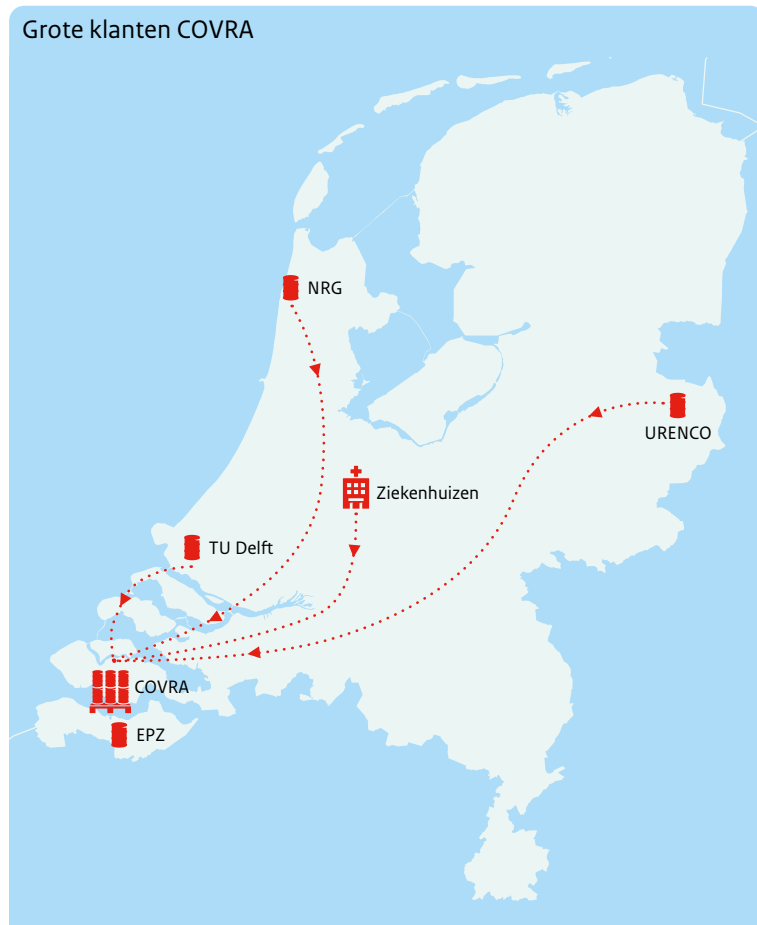 Grote klanten COVRA
NRG
URENCO
Ziekenhuizen
TU Delft
COVRA
EPZ